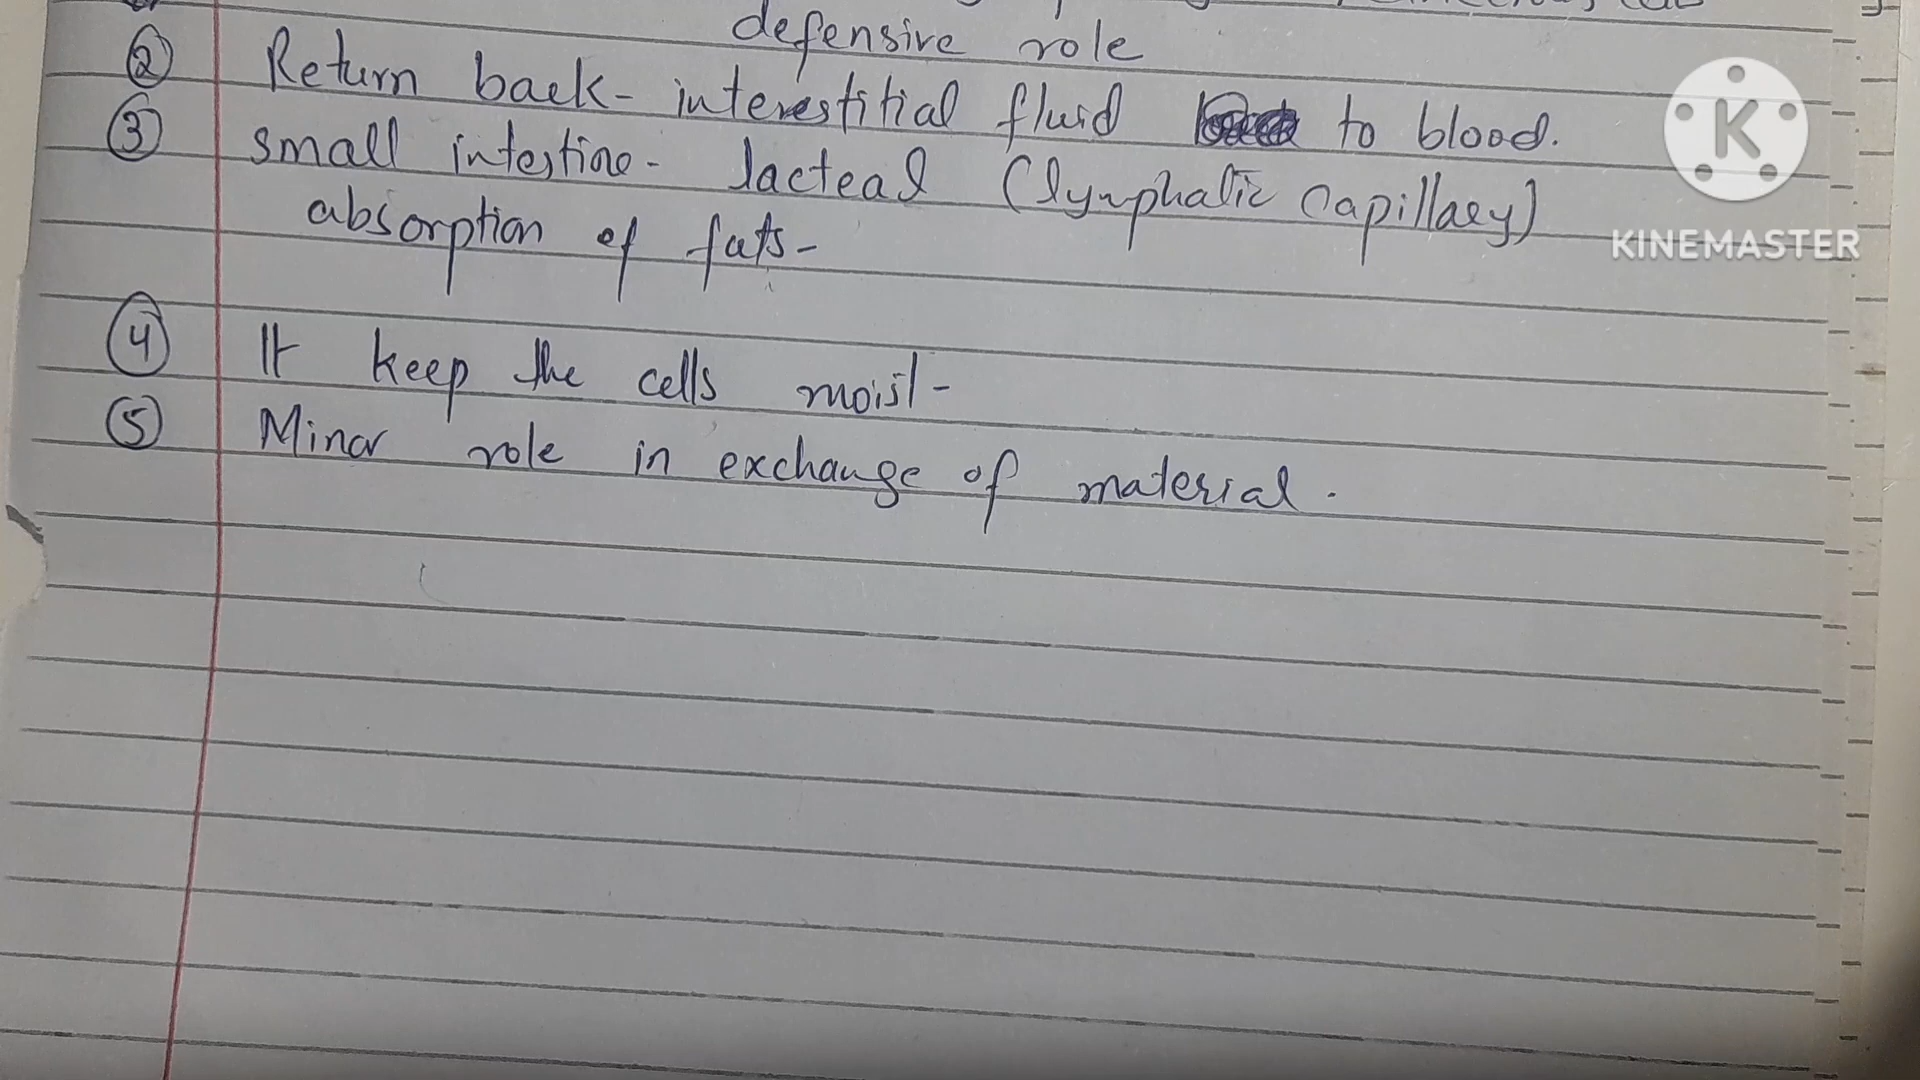 defensive role
② Return back - interestitial fluid to blood.
③ small intestine - lacteal (lymphatic capillary)
absorption of fats -
④ It keep the cells moist -
⑤ Minor role in exchange of material .
K
KINEMASTER